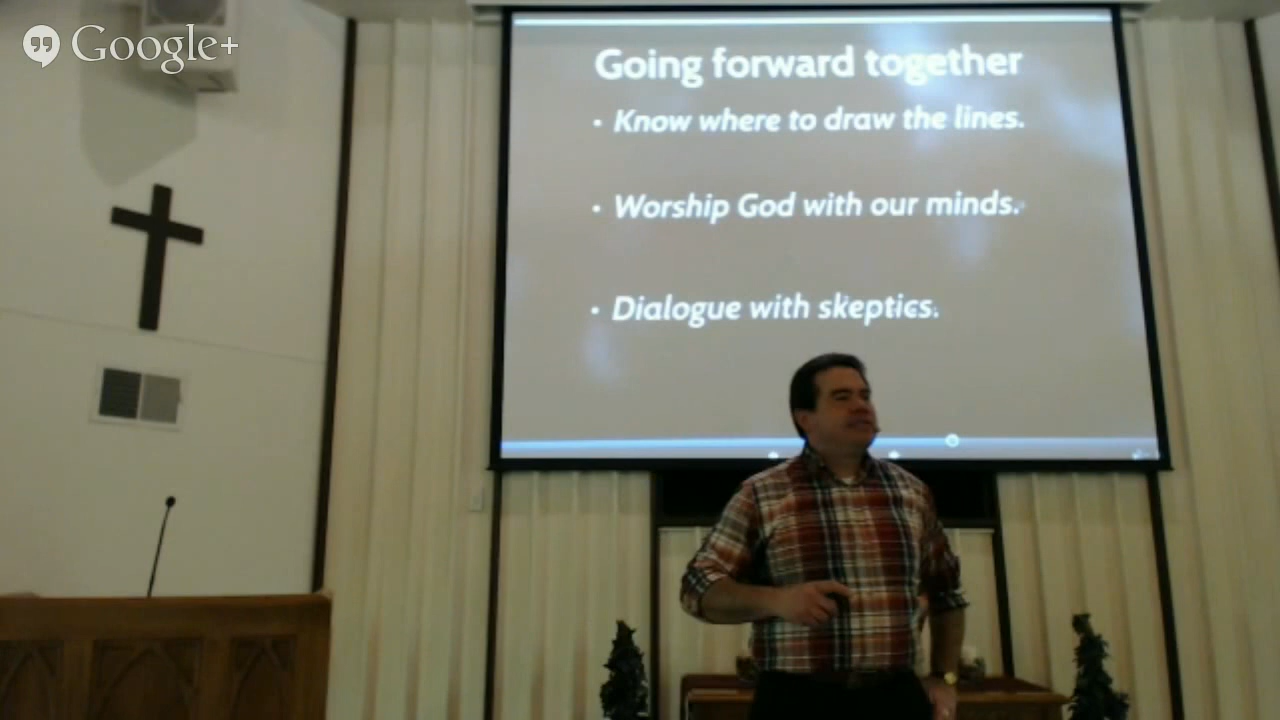 Google+
Going forward together
• Know where to draw the lines.
• Worship God with our minds.
• Dialogue with skeptics.